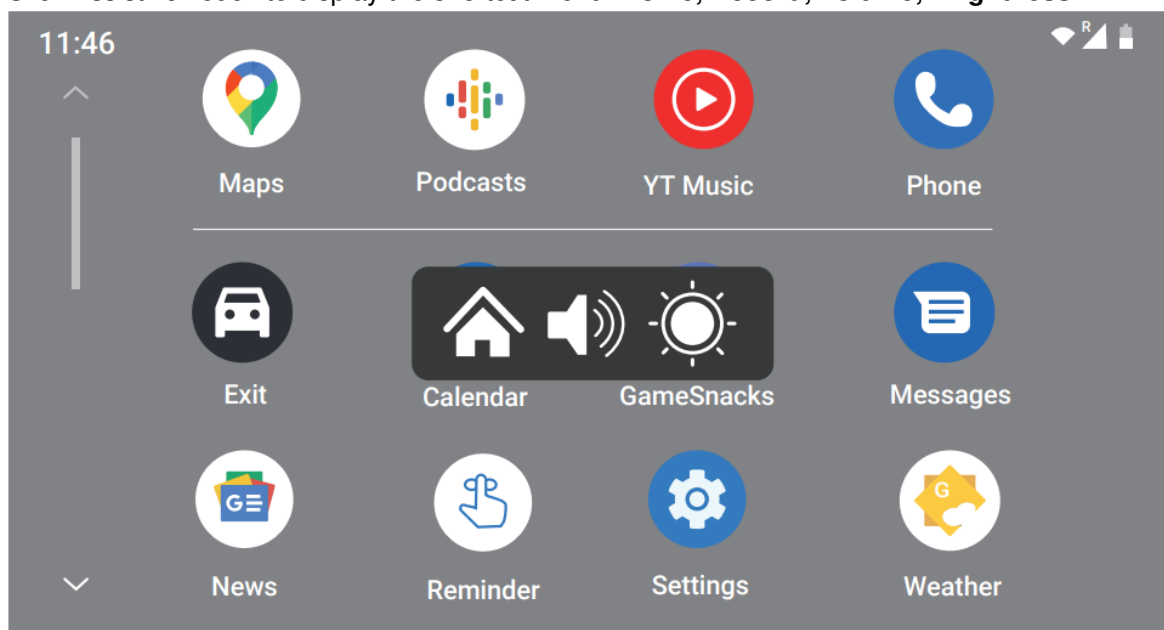 11:46
R
Maps
Podcasts
YT Music
Phone
Exit
Calendar
GameSnacks
Messages
G
G
News
Reminder
Settings
Weather